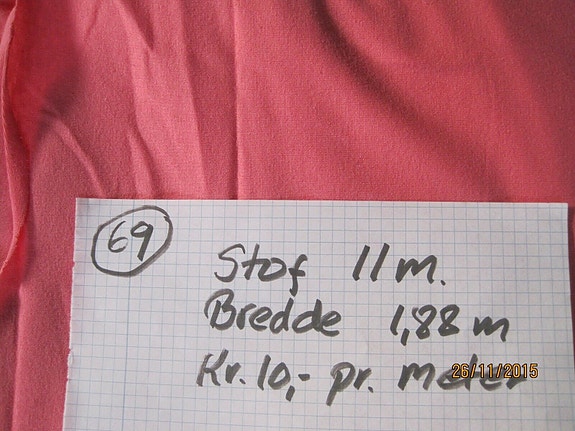 69
Stof 11 m.
Bredde 1,88 m
Kr. 10,- pr. meter
26/11/2015